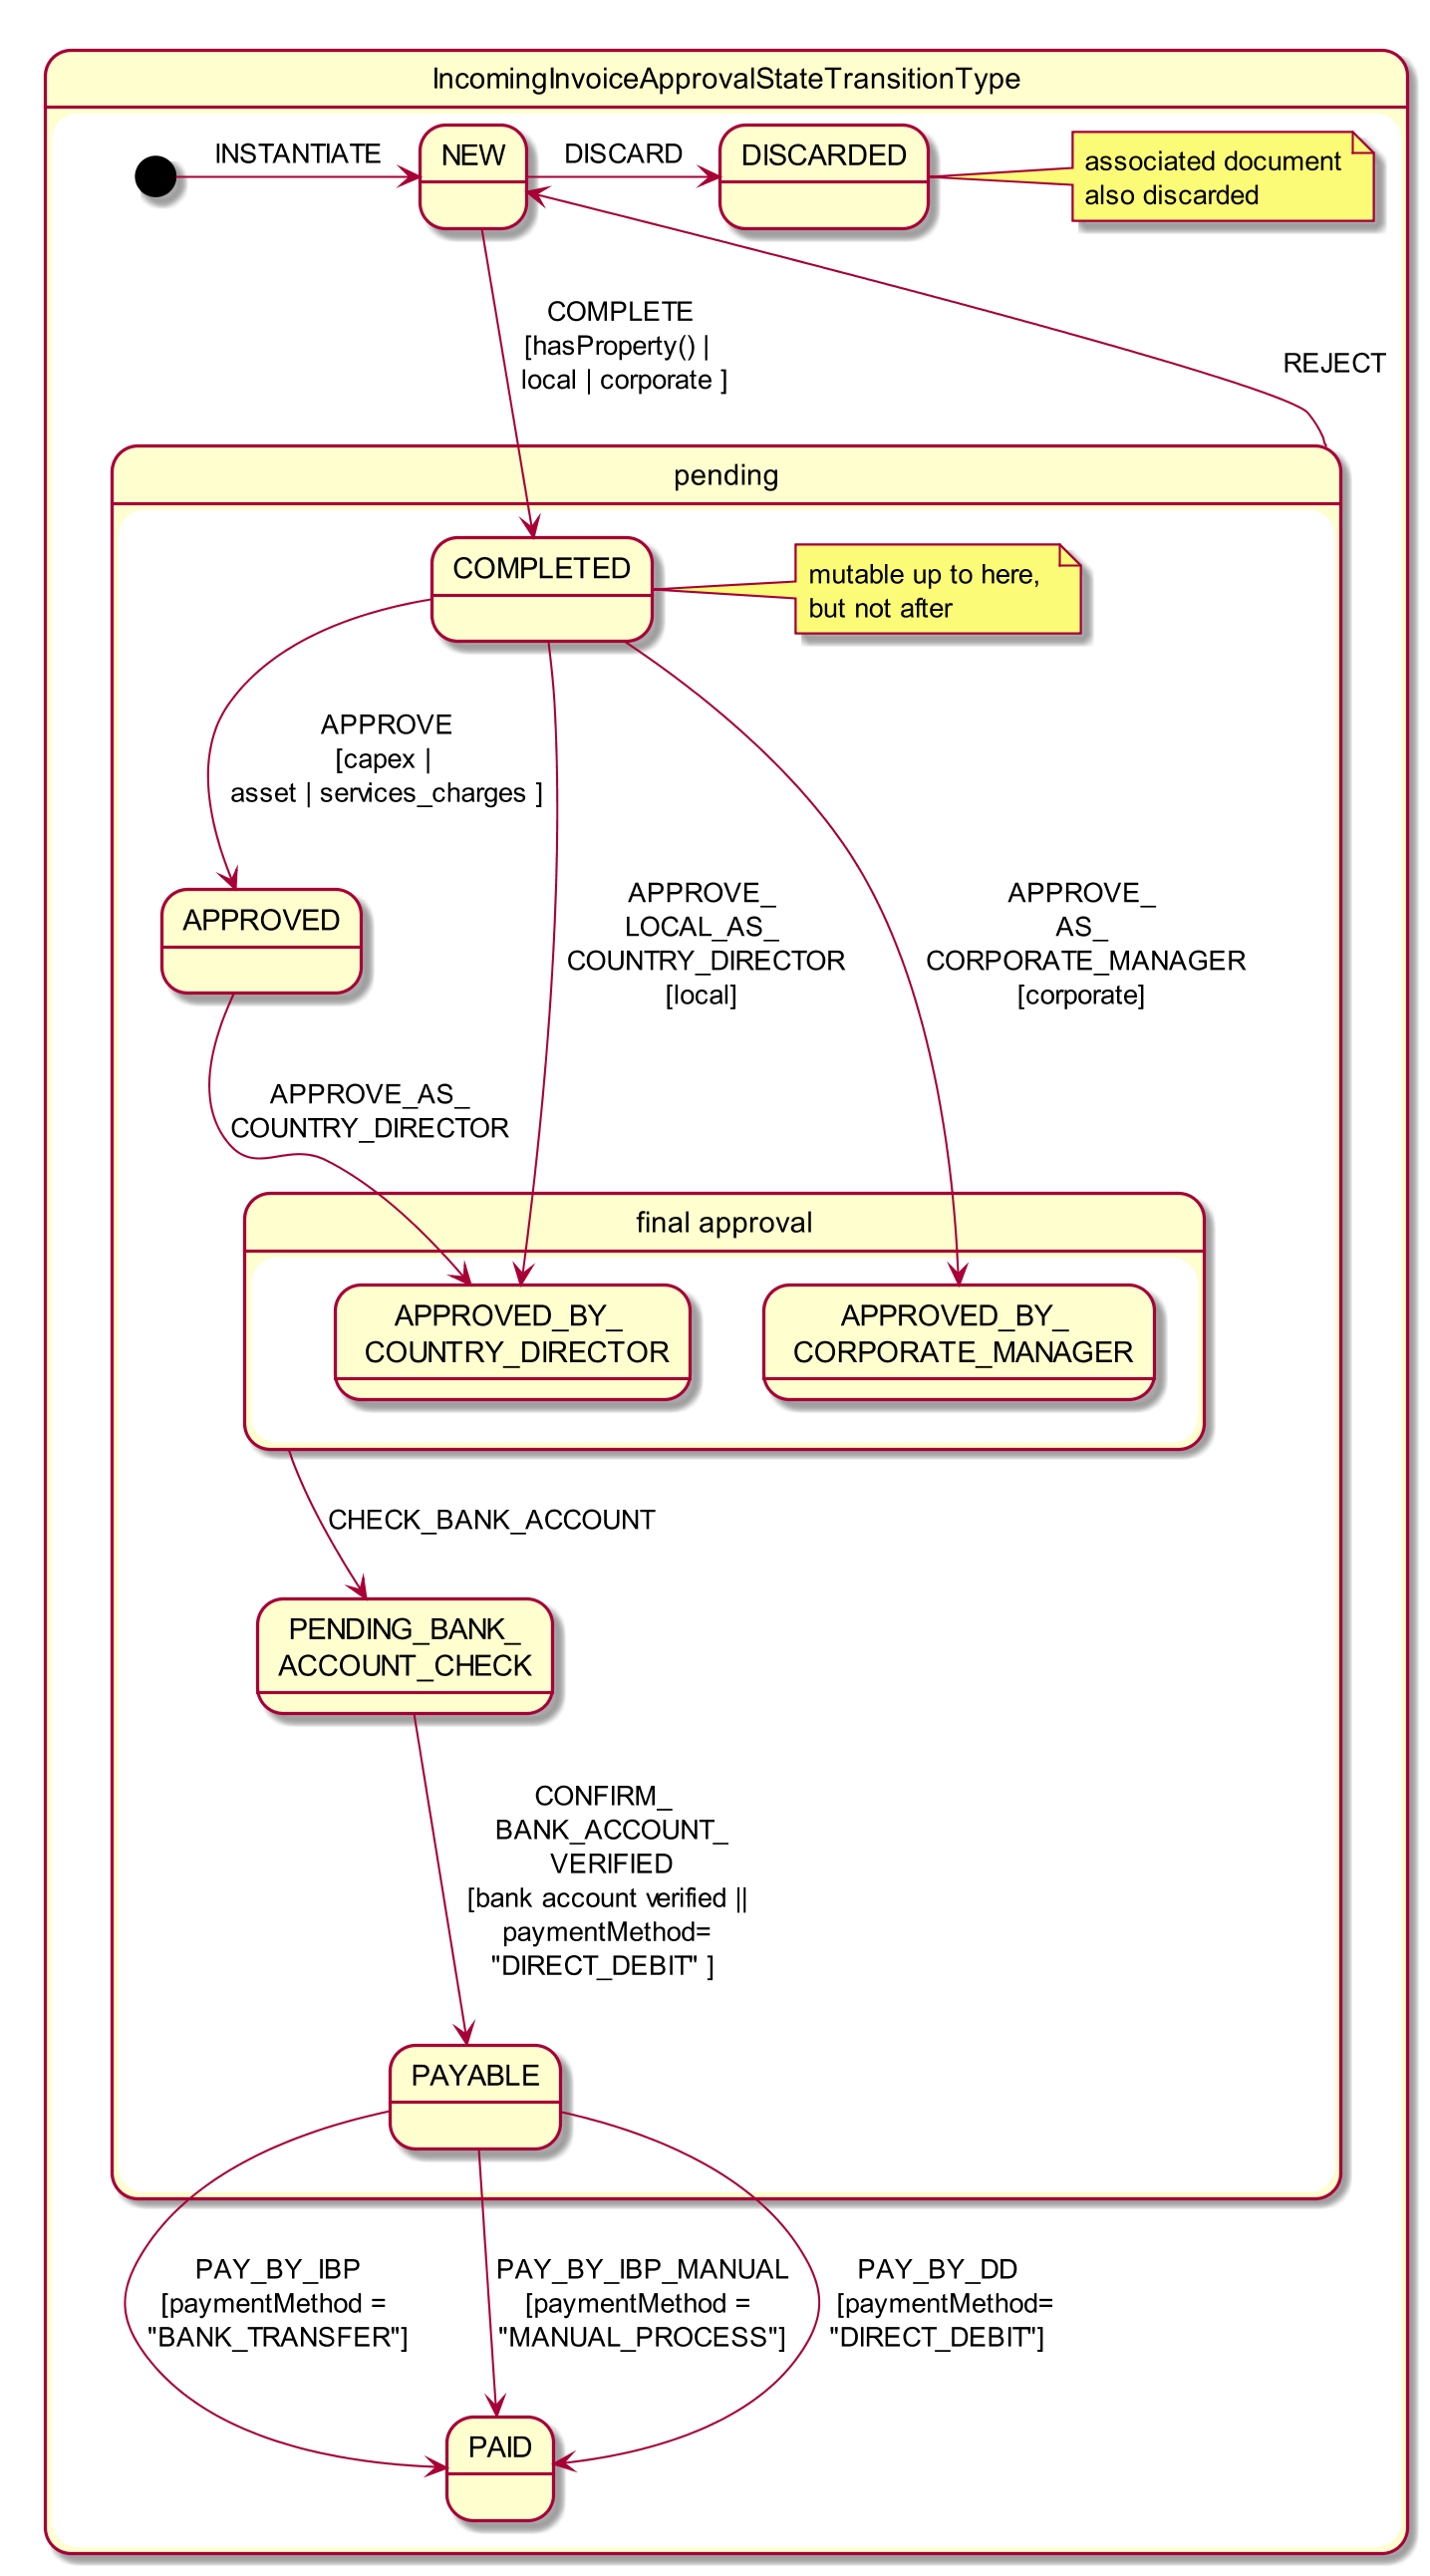 IncomingInvoiceApprovalStateTransitionType
INSTANTIATE
NEW
DISCARD
DISCARDED
associated document
also discarded
COMPLETE
[hasProperty() |
local | corporate ]
REJECT
pending
COMPLETED
mutable up to here,
but not after
APPROVE
[capex |
asset | services_charges ]
APPROVED
APPROVE_
LOCAL_AS_
COUNTRY_DIRECTOR
[local]
APPROVE_
AS_
CORPORATE_MANAGER
[corporate]
APPROVE_AS_
COUNTRY_DIRECTOR
final approval
APPROVED_BY_
COUNTRY_DIRECTOR
APPROVED_BY_
CORPORATE_MANAGER
CHECK_BANK_ACCOUNT
PENDING_BANK_
ACCOUNT_CHECK
CONFIRM_
BANK_ACCOUNT_
VERIFIED
[bank account verified ||
paymentMethod=
"DIRECT_DEBIT" ]
PAYABLE
PAY_BY_IBP
[paymentMethod =
"BANK_TRANSFER"]
PAY_BY_IBP_MANUAL
[paymentMethod =
"MANUAL_PROCESS"]
PAY_BY_DD
[paymentMethod=
"DIRECT_DEBIT"]
PAID